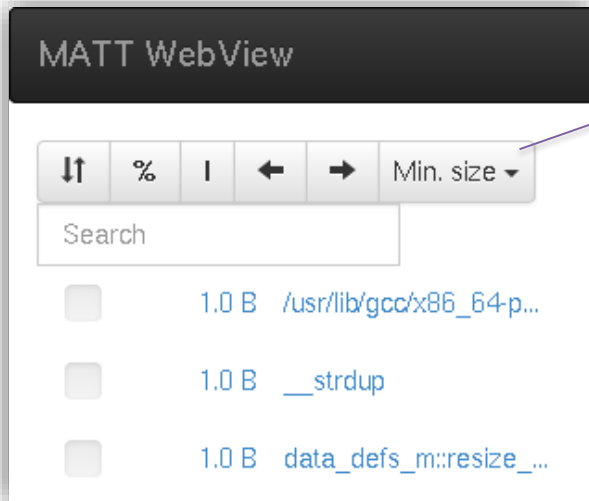 MATT WebView
% I Min. size
Search
1.0 B /usr/lib/gcc/x86_64-p...
1.0 B __strdup
1.0 B data_defs_m::resize_...